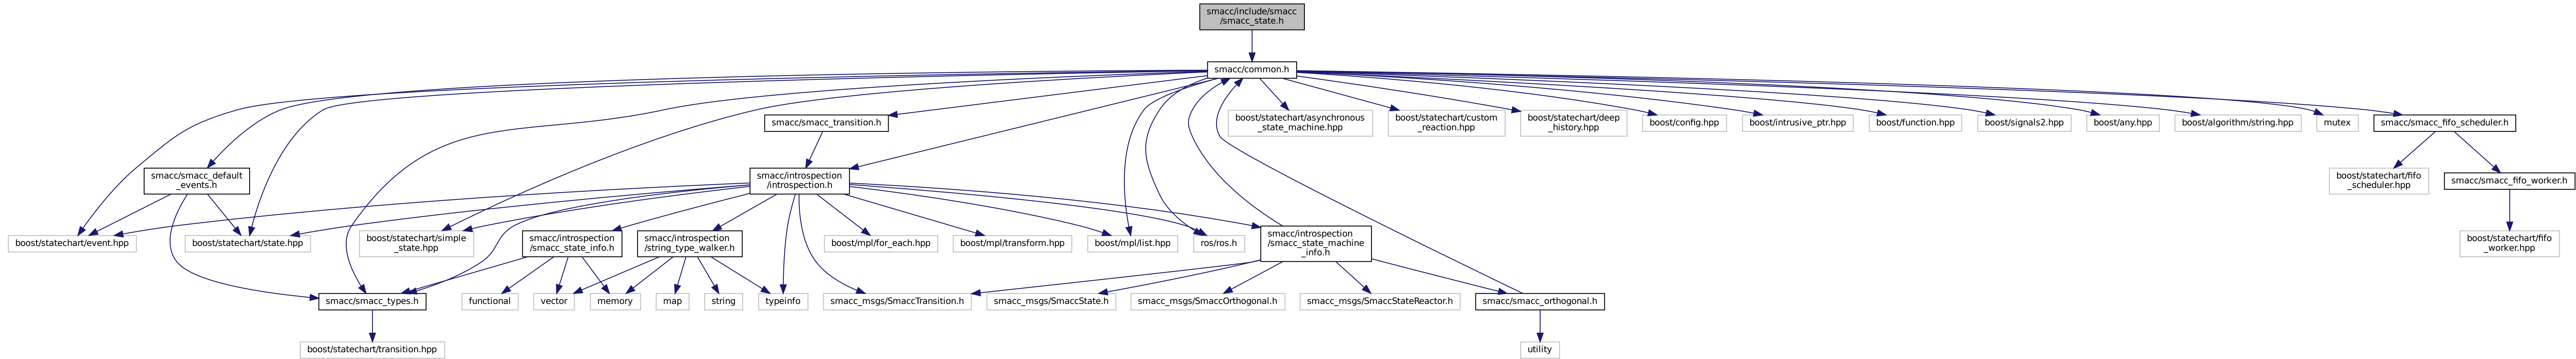 smacc/include/smacc
/smacc_state.h
smacc/common.h
smacc/smacc_transition.h
boost/statechart/asynchronous
_state_machine.hpp
boost/statechart/custom
_reaction.hpp
boost/statechart/deep
_history.hpp
boost/config.hpp
boost/intrusive_ptr.hpp
boost/function.hpp
boost/signals2.hpp
boost/any.hpp
boost/algorithm/string.hpp
mutex
smacc/smacc_fifo_scheduler.h
smacc/smacc_default
_events.h
smacc/introspection
/introspection.h
boost/statechart/fifo
_scheduler.hpp
smacc/smacc_fifo_worker.h
boost/statechart/event.hpp
boost/statechart/state.hpp
boost/statechart/simple
_state.hpp
smacc/introspection
/smacc_state_info.h
smacc/introspection
/string_type_walker.h
boost/mpl/for_each.hpp
boost/mpl/transform.hpp
boost/mpl/list.hpp
ros/ros.h
smacc/introspection
/smacc_state_machine
_info.h
boost/statechart/fifo
_worker.hpp
smacc/smacc_types.h
functional
vector
memory
map
string
typeinfo
smacc_msgs/SmaccTransition.h
smacc_msgs/SmaccState.h
smacc_msgs/SmaccOrthogonal.h
smacc_msgs/SmaccStateReactor.h
smacc/smacc_orthogonal.h
boost/statechart/transition.hpp
utility